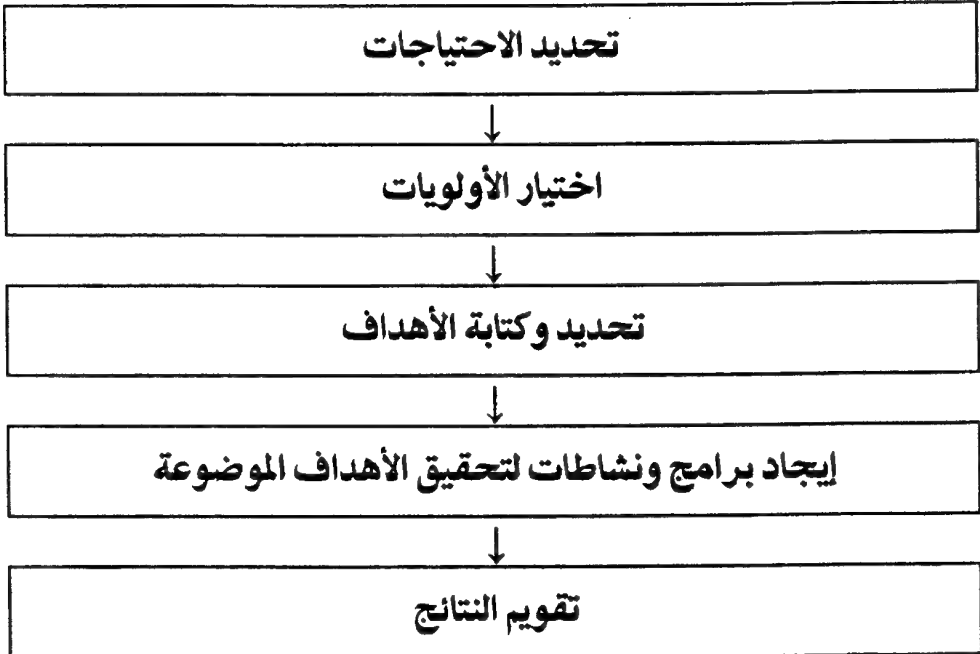 تحديد الاحتياجات
اختيار الأولويات
تحديد وكتابة الأهداف
إيجاد برامج ونشاطات لتحقيق الأهداف الموضوعة
تقويم النتائج